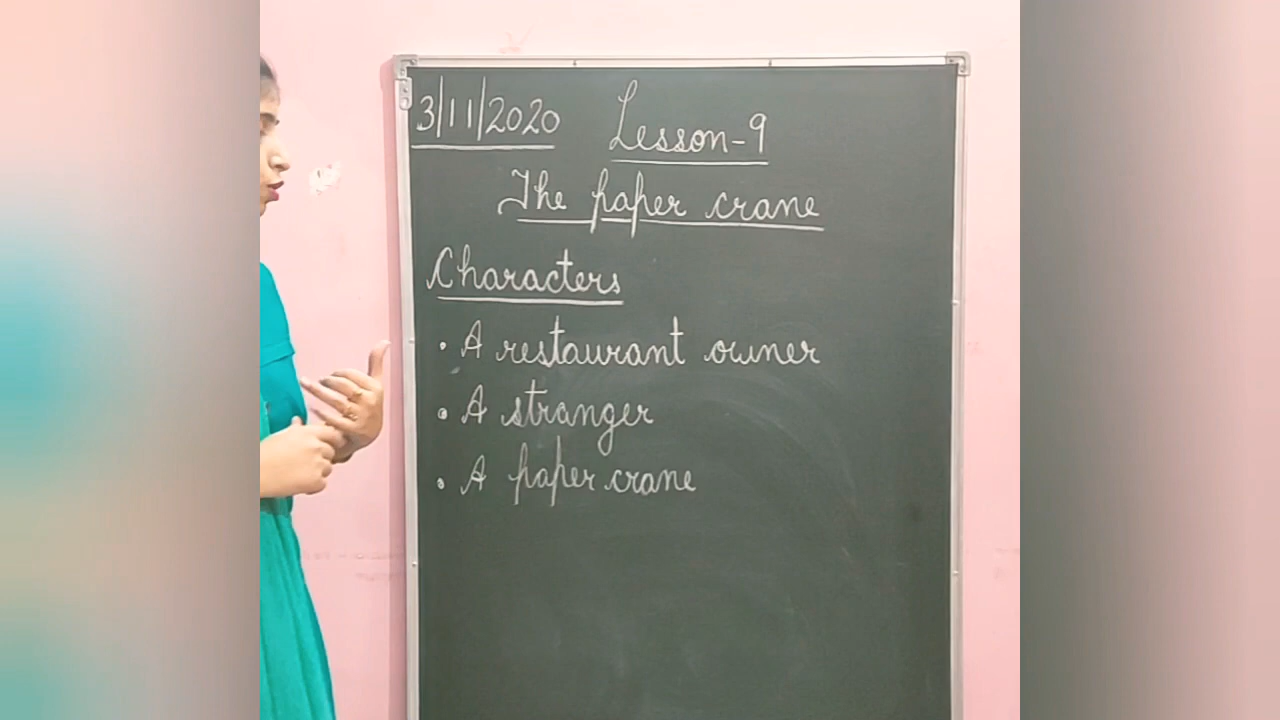 3/11/2020 Lesson-9
The paper crane
Characters
• A restaurant owner
• A stranger
• A paper crane